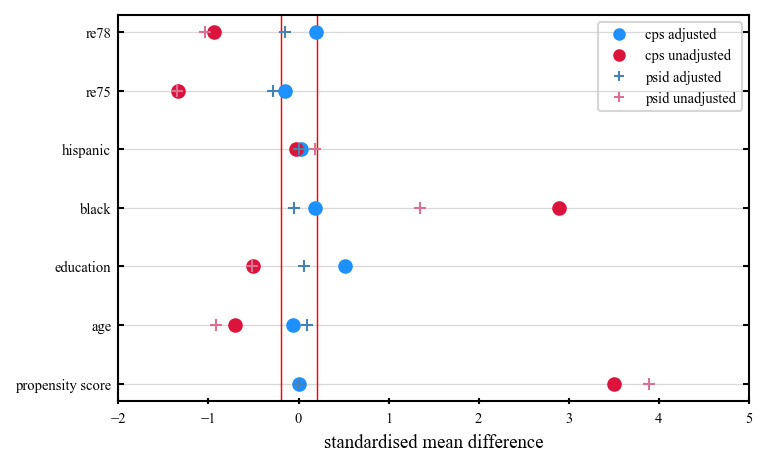 re78
re75
hispanic
black
education
age
propensity score
cps adjusted
cps unadjusted
psid adjusted
psid unadjusted
−2 −1 0 1 2 3 4 5
standardised mean difference